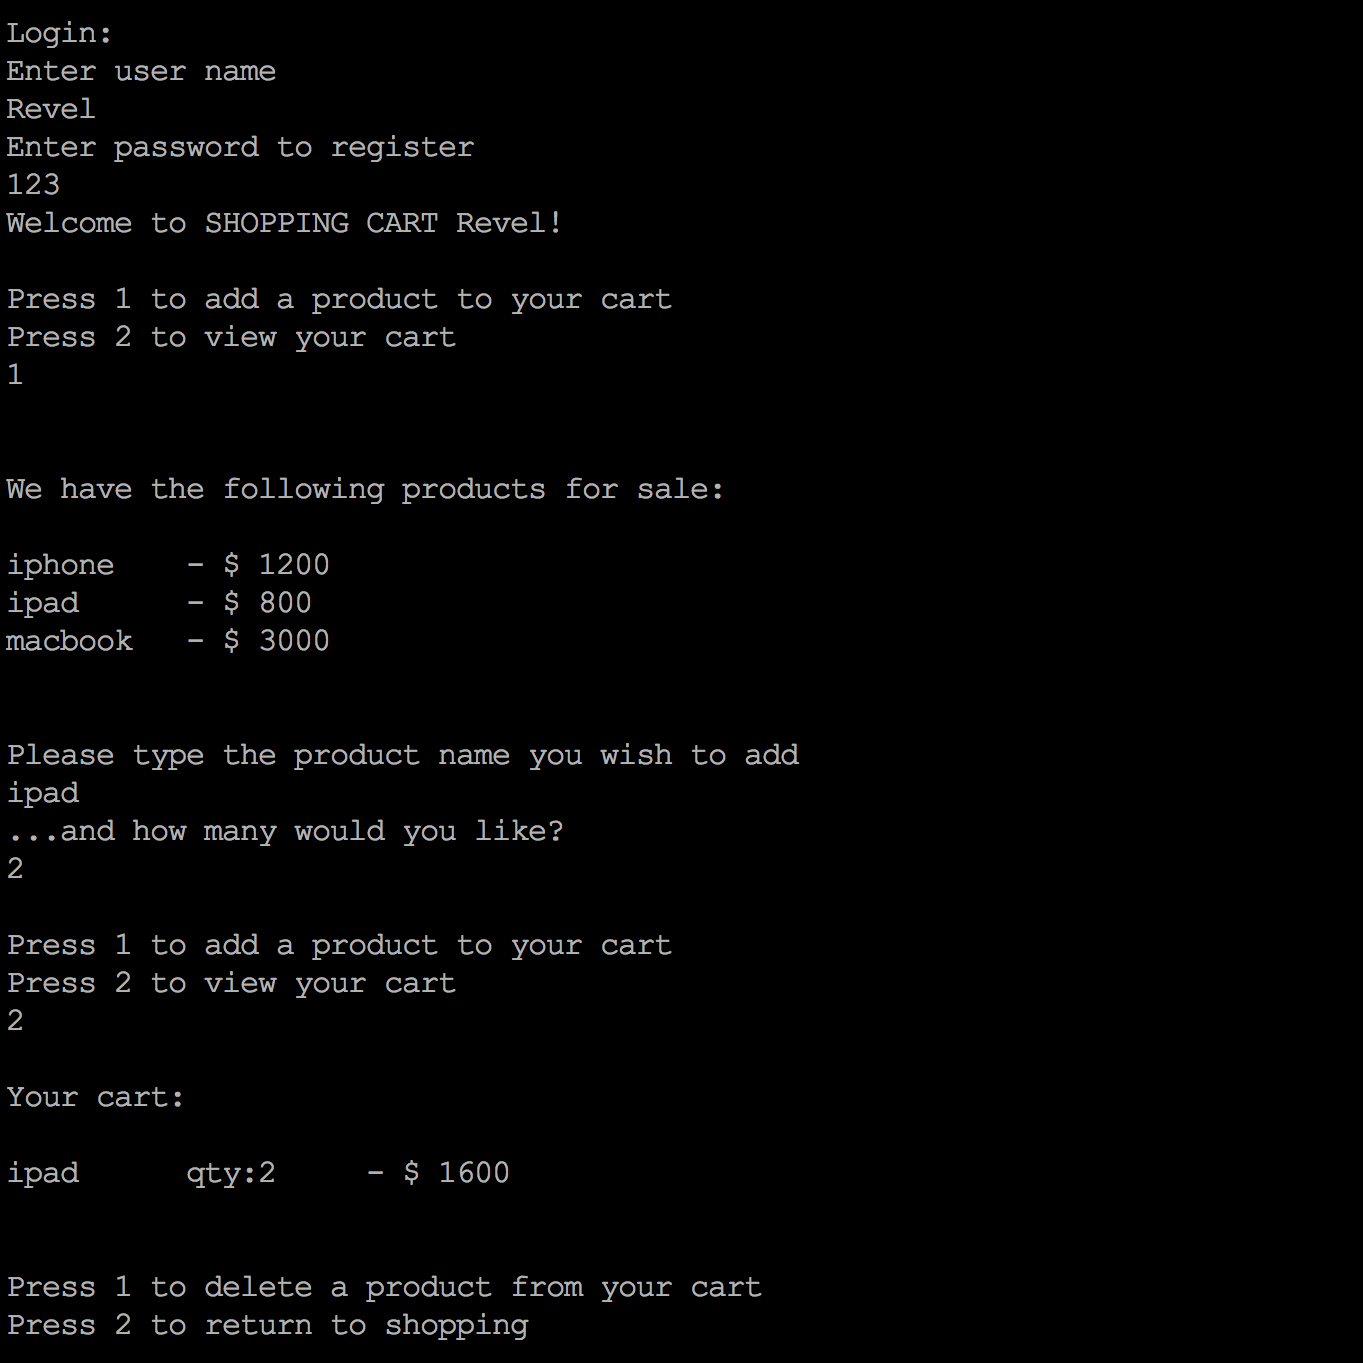 Login:
Enter user name
Revel
Enter password to register
123
Welcome to SHOPPING CART Revel!
Press 1 to add a product to your cart
Press 2 to view your cart
1
We have the following products for sale:
iphone    - $ 1200
ipad      - $ 800
macbook   - $ 3000
Please type the product name you wish to add
ipad
...and how many would you like?
2
Press 1 to add a product to your cart
Press 2 to view your cart
2
Your cart:
ipad      qty:2     - $ 1600
Press 1 to delete a product from your cart
Press 2 to return to shopping